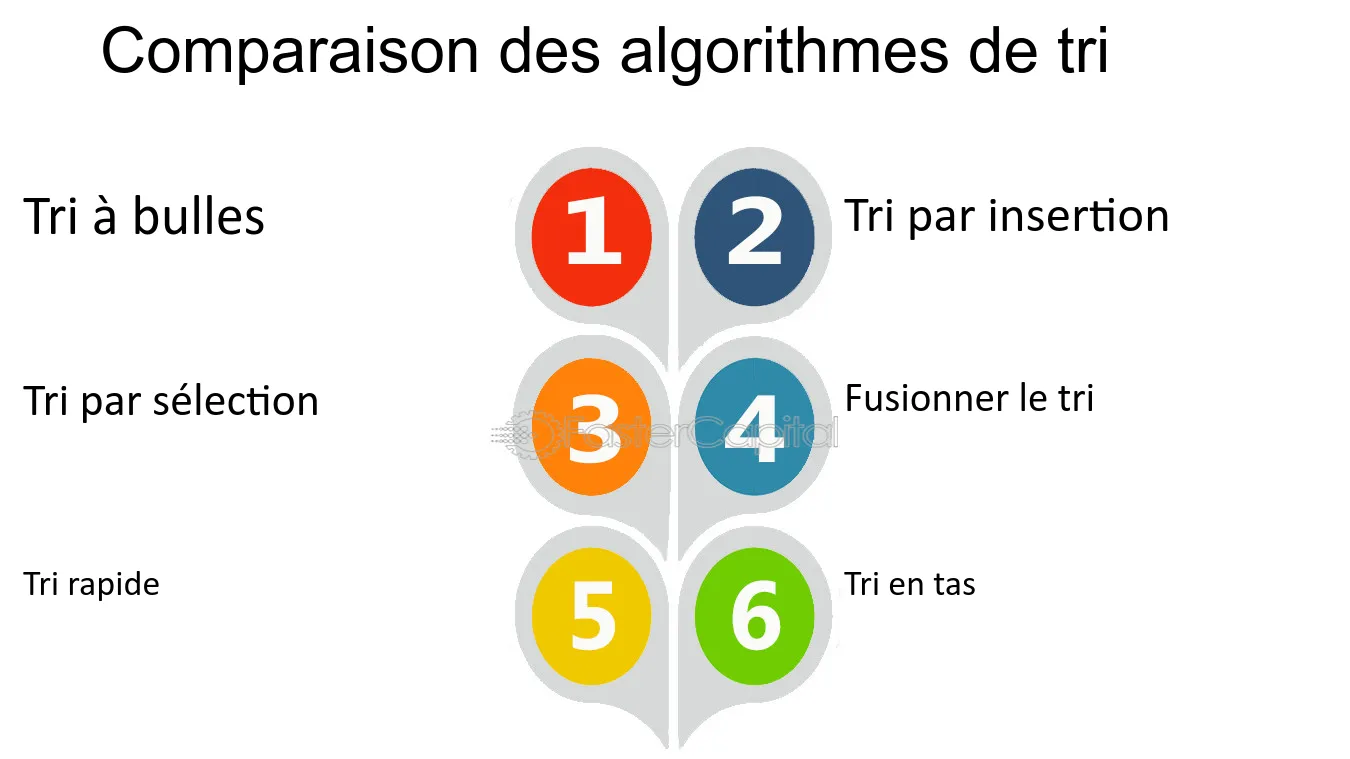 Comparaison des algorithmes de tri
Tri à bulles
1
2
Tri par insertion
Tri par sélection
3
4
Fusionner le tri
FasterCapital
Tri rapide
5
6
Tri en tas